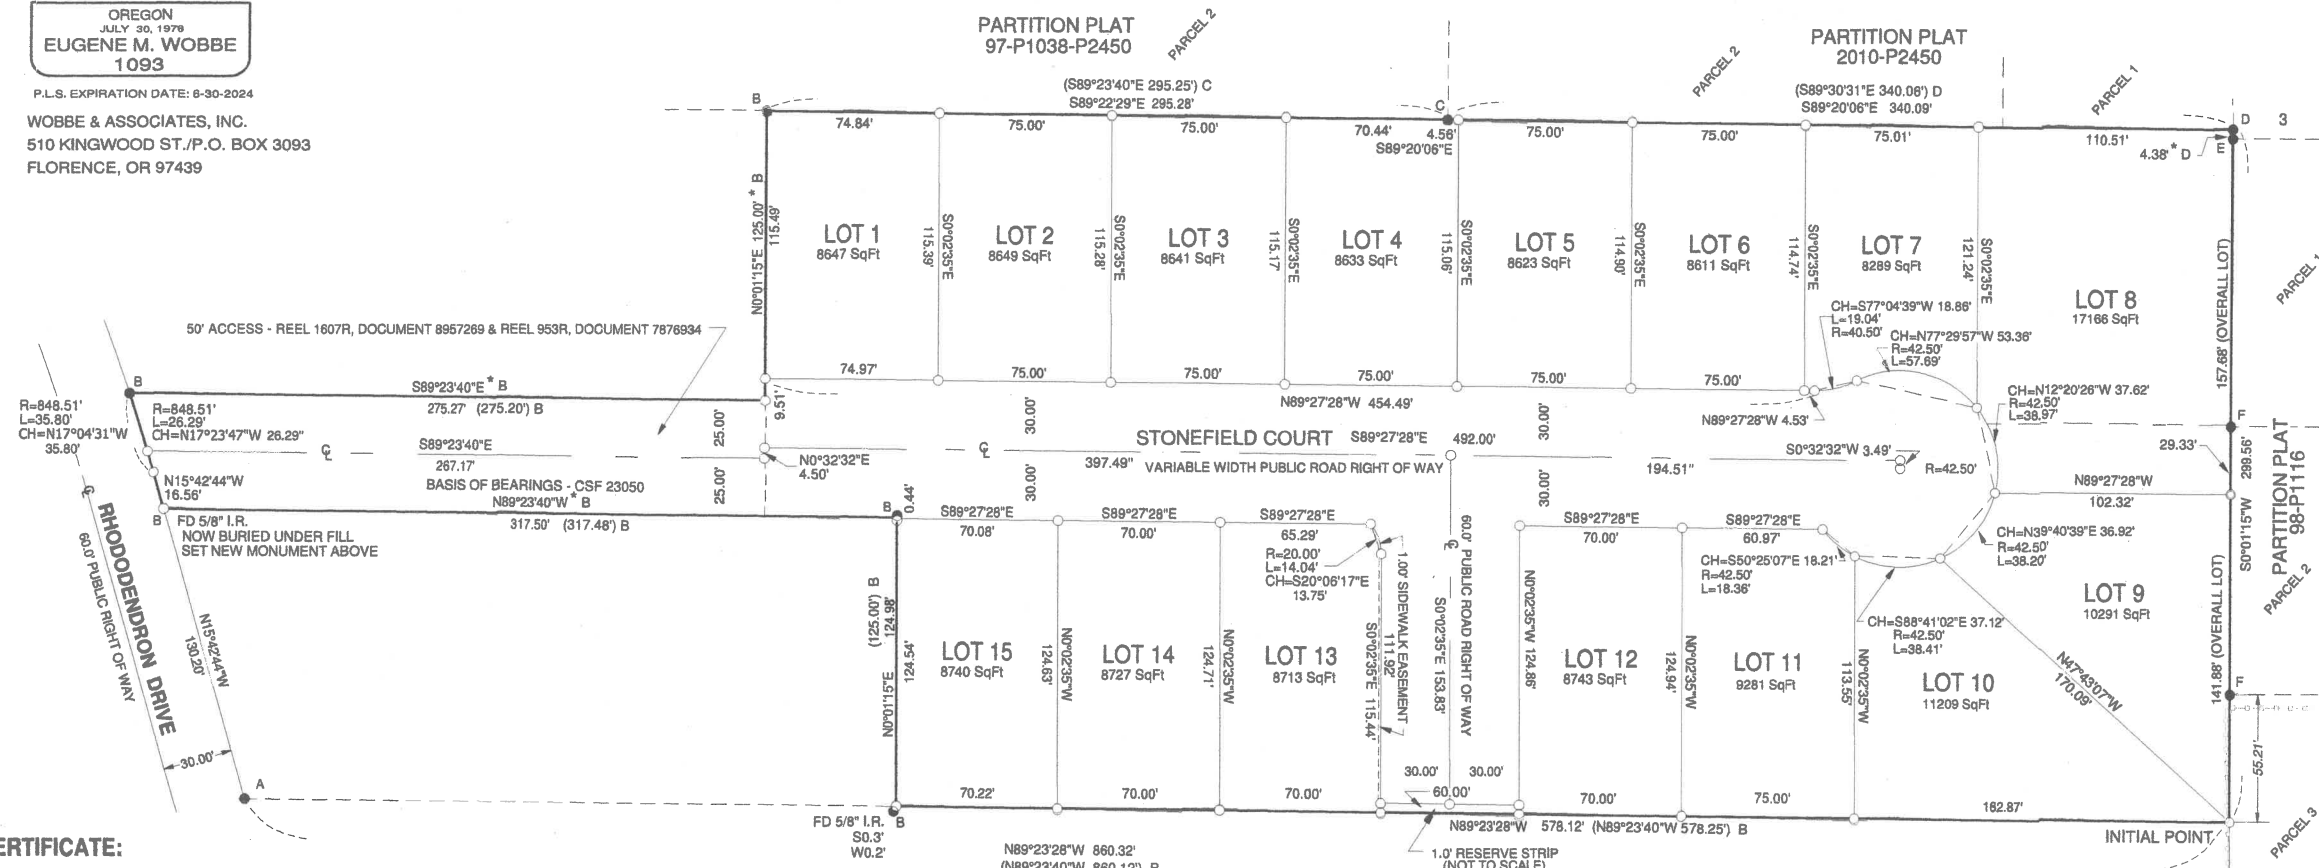 OREGON
JULY 30, 1976
EUGENE M. WOBBE
1093
P.L.S. EXPIRATION DATE: 6-30-2024
WOBBE & ASSOCIATES, INC.
510 KINGWOOD ST./P.O. BOX 3093
FLORENCE, OR 97439
PARTITION PLAT
97-P1038-P2450
PARCEL 2
(S89°23'40"E 295.25') C
S89°22'29"E 295.28'
PARCEL 2
PARTITION PLAT
2010-P2450
(S89°30'31"E 340.06') D
S89°20'06"E 340.09'
PARCEL 1
B
C
D
3
E
74.84'
75.00'
75.00'
70.44'
4.56'
S89°20'06"E
75.00'
75.00'
75.01'
110.51'
4.38' * D
N0°01'15"E 125.00' * B
115.49'
LOT 1
8647 SqFt
S0°02'35"E
115.39'
LOT 2
8649 SqFt
S0°02'35"E
115.28'
LOT 3
8641 SqFt
S0°02'35"E
115.17'
LOT 4
8633 SqFt
S0°02'35"E
115.06'
LOT 5
8623 SqFt
S0°02'35"E
114.90'
LOT 6
8611 SqFt
S0°02'35"E
114.74'
LOT 7
8289 SqFt
S0°02'35"E
121.24'
LOT 8
17166 SqFt
157.68' (OVERALL LOT)
PARCEL 1
CH=S77°04'39"W 18.86'
L=19.04'
R=40.50'
CH=N77°29'57"W 53.36'
R=42.50'
L=57.69'
CH=N12°20'26"W 37.62'
R=42.50'
L=38.97'
50' ACCESS - REEL 1607R, DOCUMENT 8957269 & REEL 953R, DOCUMENT 7876934
74.97'
75.00'
75.00'
75.00'
75.00'
75.00'
N89°27'28"W 454.49'
N89°27'28"W 4.53'
9.51'
B
S89°23'40"E * B
275.27' (275.20') B
R=848.51'
L=35.80'
CH=N17°04'31"W
35.80'
R=848.51'
L=26.29'
CH=N17°23'47"W 26.29"
S89°23'40"E
267.17'
25.00'
25.00'
BASIS OF BEARINGS - CSF 23050
N89°23'40"W * B
317.50' (317.48') B
N15°42'44"W
16.56'
B
FD 5/8" I.R.
NOW BURIED UNDER FILL
SET NEW MONUMENT ABOVE
N0°32'32"E
4.50'
30.00'
30.00'
397.49"
STONEFIELD COURT
S89°27'28"E
492.00'
VARIABLE WIDTH PUBLIC ROAD RIGHT OF WAY
30.00'
30.00'
194.51"
S0°32'32"W 3.49'
R=42.50'
F
29.33'
299.56'
S0°01'15"W
PARTITION PLAT
98-P1116
N89°27'28"W
102.32'
B
0.44'
S89°27'28"E
70.08'
S89°27'28"E
70.00'
S89°27'28"E
65.29'
R=20.00'
L=14.04'
CH=S20°06'17"E
13.75'
S89°27'28"E
70.00'
S89°27'28"E
60.97'
CH=S50°25'07"E 18.21'
R=42.50'
L=18.36'
CH=N39°40'39"E 36.92'
R=42.50'
L=38.20'
CH=S88°41'02"E 37.12'
R=42.50'
L=38.41'
RHODODENDRON DRIVE
60.0' PUBLIC RIGHT OF WAY
N15°42'44"W
130.20'
30.00'
A
(125.00') B
124.98'
N0°01'15"E
124.54'
LOT 15
8740 SqFt
N0°02'35"W
124.63'
LOT 14
8727 SqFt
N0°02'35"W
124.71'
LOT 13
8713 SqFt
S0°02'35"E 115.44'
111.92'
1.00' SIDEWALK EASEMENT
S0°02'35"E 153.83'
60.0' PUBLIC ROAD RIGHT OF WAY
N0°02'35"W 124.86'
LOT 12
8743 SqFt
N0°02'35"W
124.94'
LOT 11
9281 SqFt
N0°02'35"W
113.55'
LOT 10
11209 SqFt
N47°43'07"W
170.09'
LOT 9
10291 SqFt
141.88' (OVERALL LOT)
PARCEL 2
F
55.21'
70.22'
70.00'
70.00'
30.00'
30.00'
60.00'
70.00'
75.00'
162.87'
FD 5/8" I.R.
S0.3'
W0.2'
B
N89°23'28"W 578.12' (N89°23'40"W 578.25') B
INITIAL POINT
PARCEL 3
N89°23'28"W 860.32'
(N89°23'40"W 860.12') B
1.0' RESERVE STRIP
(NOT TO SCALE)
ERTIFICATE: